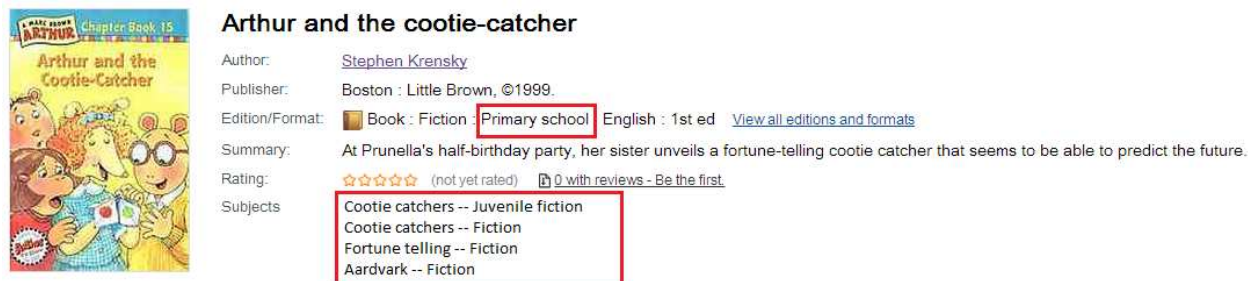 A MARC BROWN
ARTHUR
Chapter Book 15
Arthur and the
Cootie-Catcher
Arthur and the cootie-catcher
Author: Stephen Krensky
Publisher: Boston : Little Brown, ©1999.
Edition/Format: Book : Fiction : Primary school English : 1st ed View all editions and formats
Summary: At Prunella's half-birthday party, her sister unveils a fortune-telling cootie catcher that seems to be able to predict the future.
Rating: (not yet rated) 0 with reviews - Be the first.
Subjects Cootie catchers -- Juvenile fiction
Cootie catchers -- Fiction
Fortune telling -- Fiction
Aardvark -- Fiction